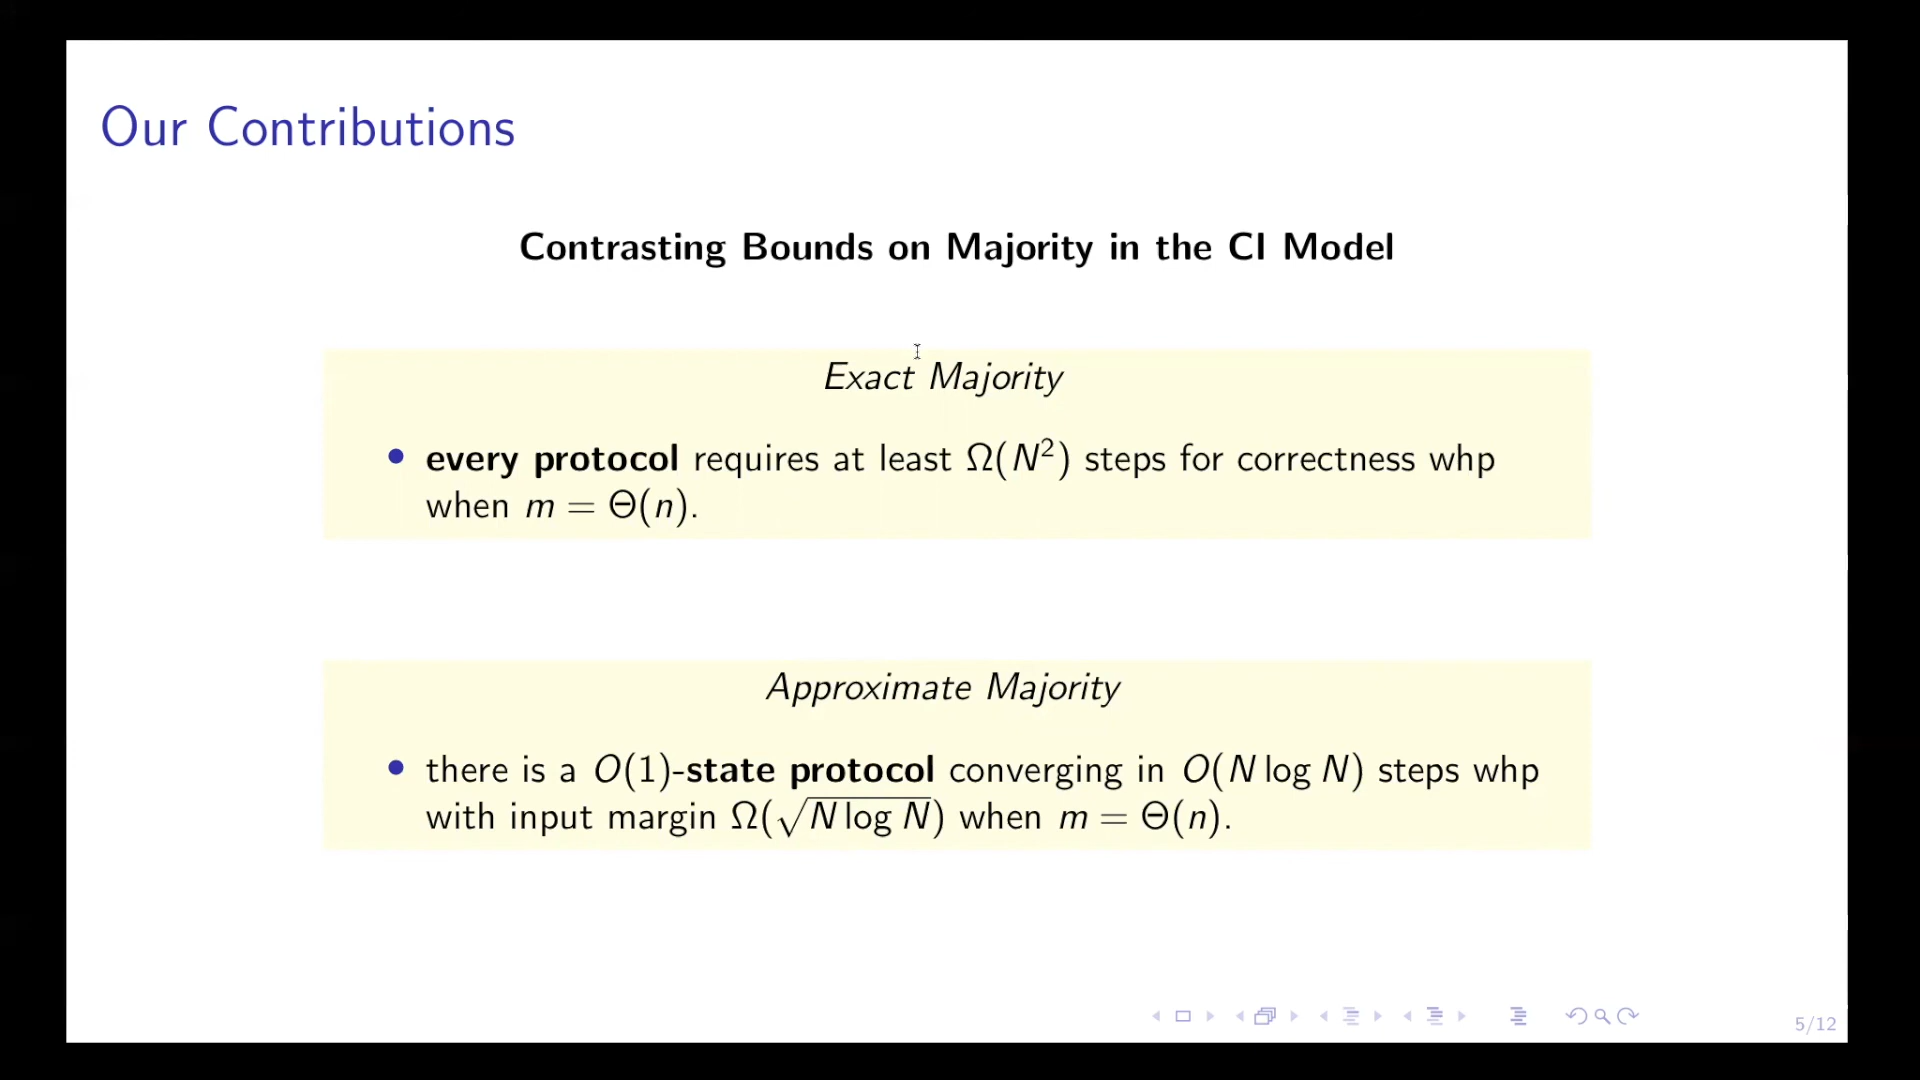 Our Contributions
Contrasting Bounds on Majority in the CI Model
Exact Majority
• every protocol requires at least Ω(N²) steps for correctness whp
when m = Θ(n).
Approximate Majority
• there is a O(1)-state protocol converging in O(N log N) steps whp
with input margin Ω(√(N log N)) when m = Θ(n).
5/12